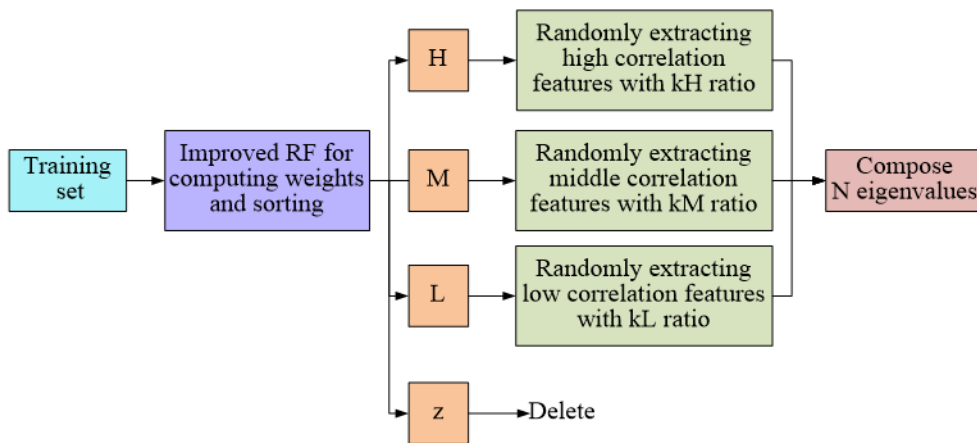 Training
set
Improved RF for
computing weights
and sorting
H
Randomly extracting
high correlation
features with kH ratio
M
Randomly extracting
middle correlation
features with kM ratio
L
Randomly extracting
low correlation features
with kL ratio
z
Delete
Compose
N eigenvalues